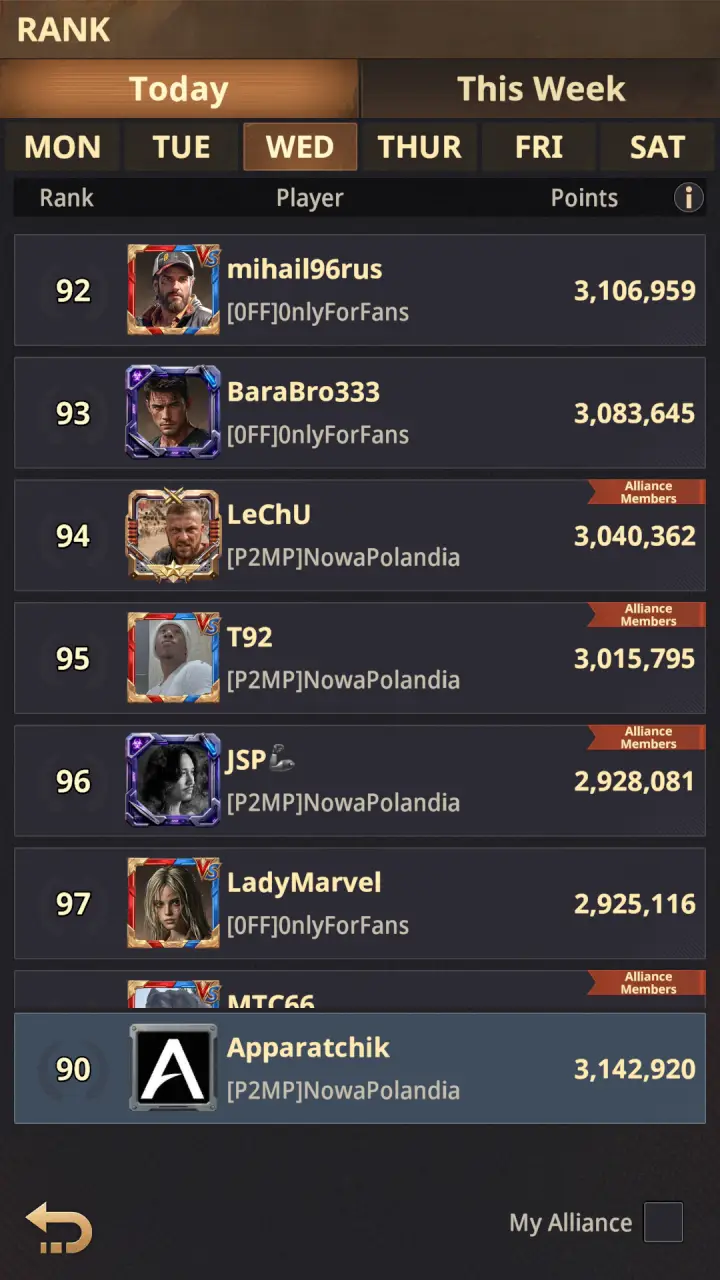 RANK
Today
This Week
MON TUE WED THUR FRI SAT
Rank Player Points i
92 mihail96rus 3,106,959
[0FF]0nlyForFans
93 BaraBro333 3,083,645
[0FF]0nlyForFans
Alliance
Members
94 LeChU 3,040,362
[P2MP]NowaPolandia
Alliance
Members
95 T92 3,015,795
[P2MP]NowaPolandia
Alliance
Members
96 JSP💪 2,928,081
[P2MP]NowaPolandia
97 LadyMarvel 2,925,116
[0FF]0nlyForFans
Alliance
Members
MTC66
90 Apparatchik 3,142,920
[P2MP]NowaPolandia
My Alliance